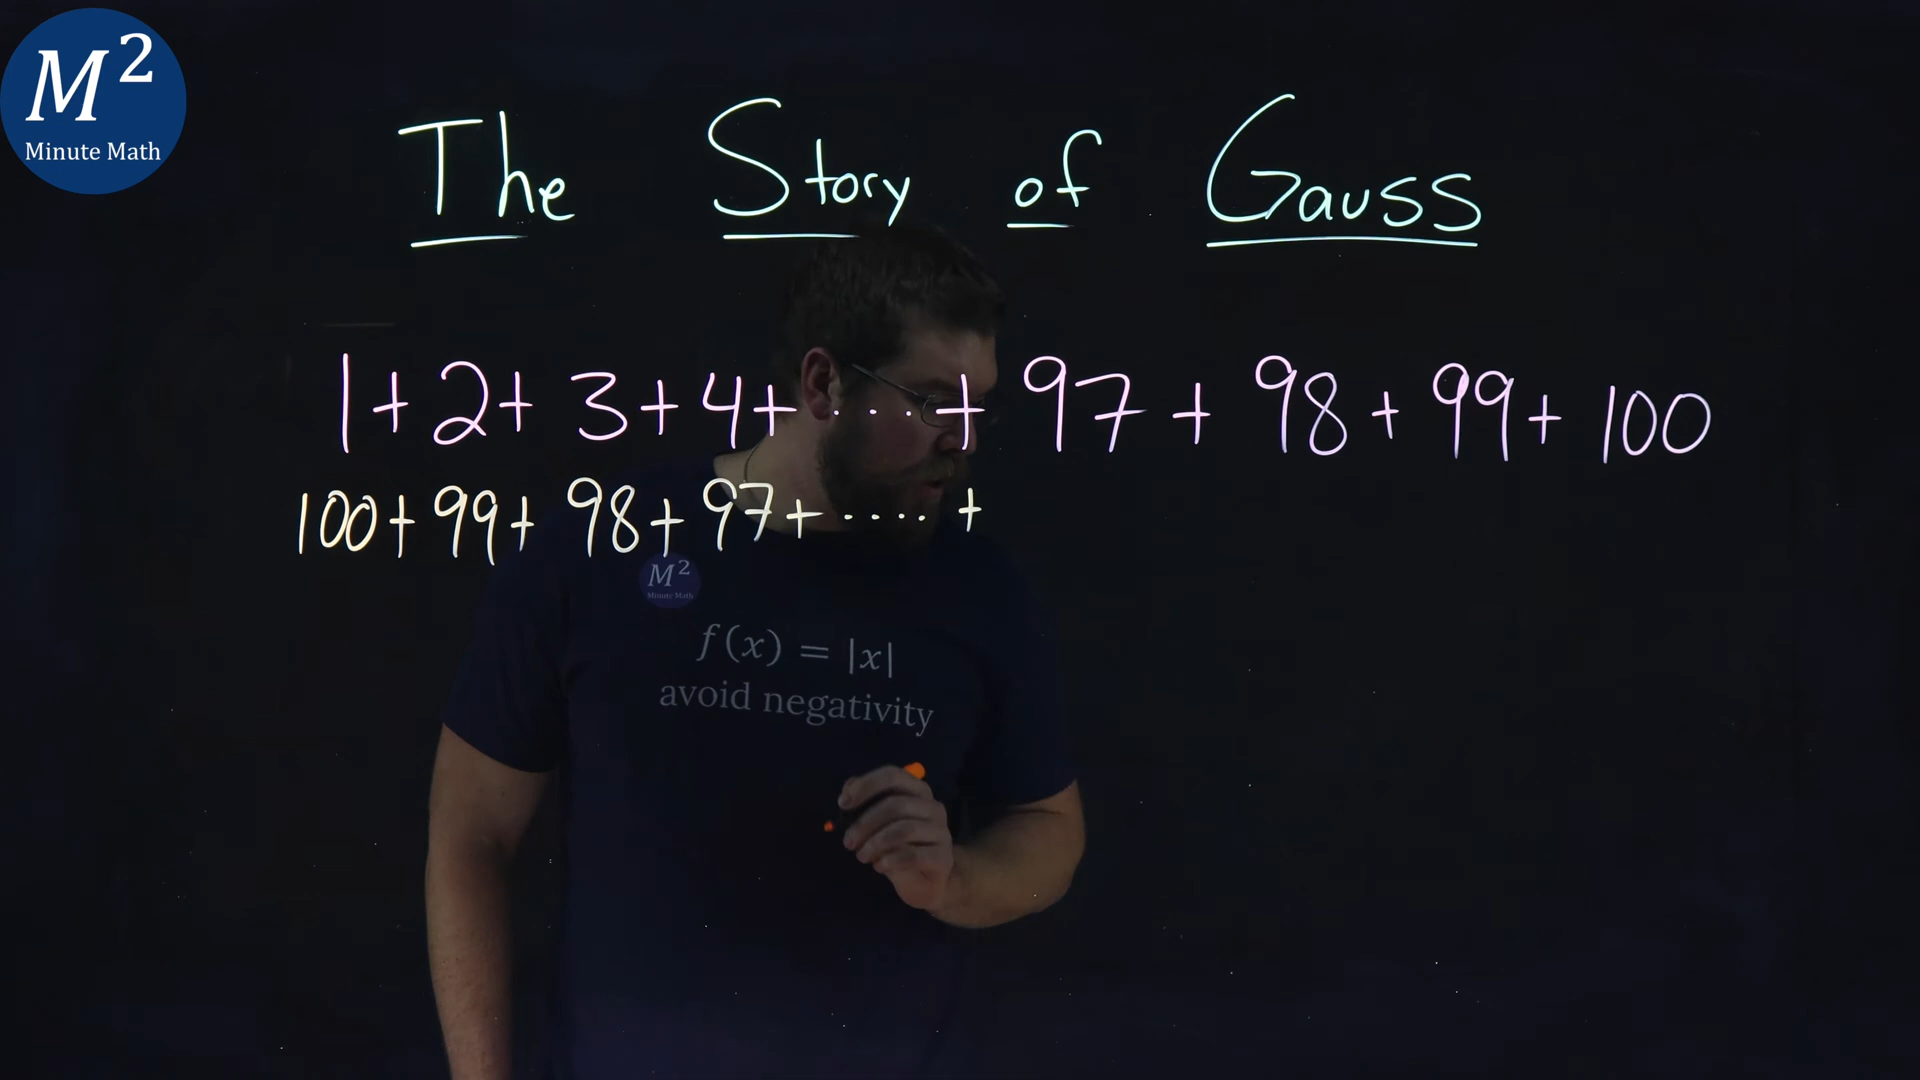 M²
Minute Math
The Story of Gauss
1 + 2 + 3 + 4 + ... + 97 + 98 + 99 + 100
100 + 99 + 98 + 97 + .... +
M²
Minute Math
f(x) = |x|
avoid negativity